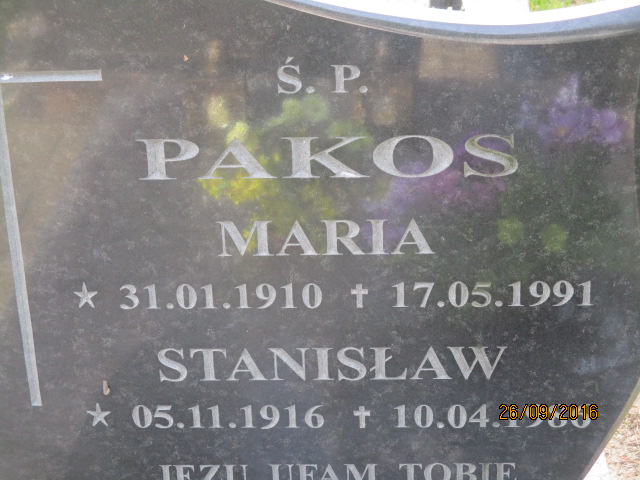 Ś. P.
PAKOS
MARIA
★ 31.01.1910 † 17.05.1991
STANISŁAW
★ 05.11.1916 †
26/09/2016
JEZU UFAM TOBIE